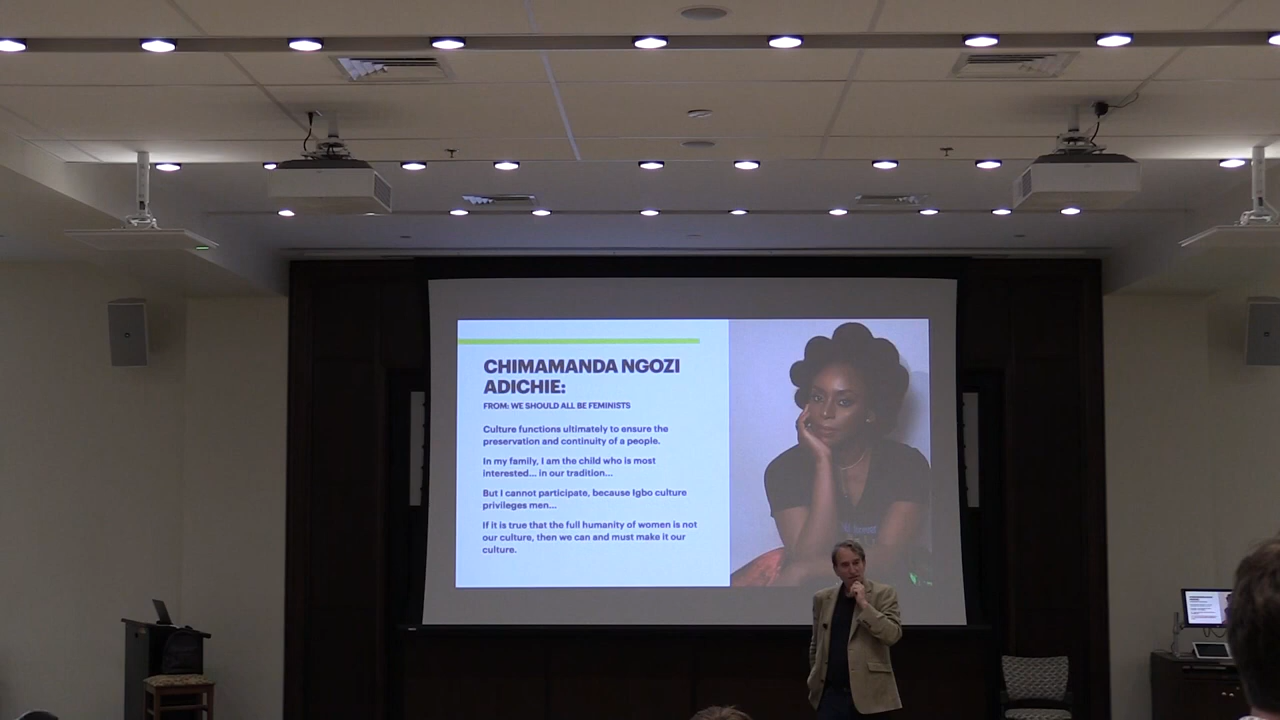 CHIMAMANDA NGOZI
ADICHIE:
FROM: WE SHOULD ALL BE FEMINISTS
Culture functions ultimately to ensure the
preservation and continuity of a people.
In my family, I am the child who is most
interested... in our tradition...
But I cannot participate, because Igbo culture
privileges men...
If it is true that the full humanity of women is not
our culture, then we can and must make it our
culture.